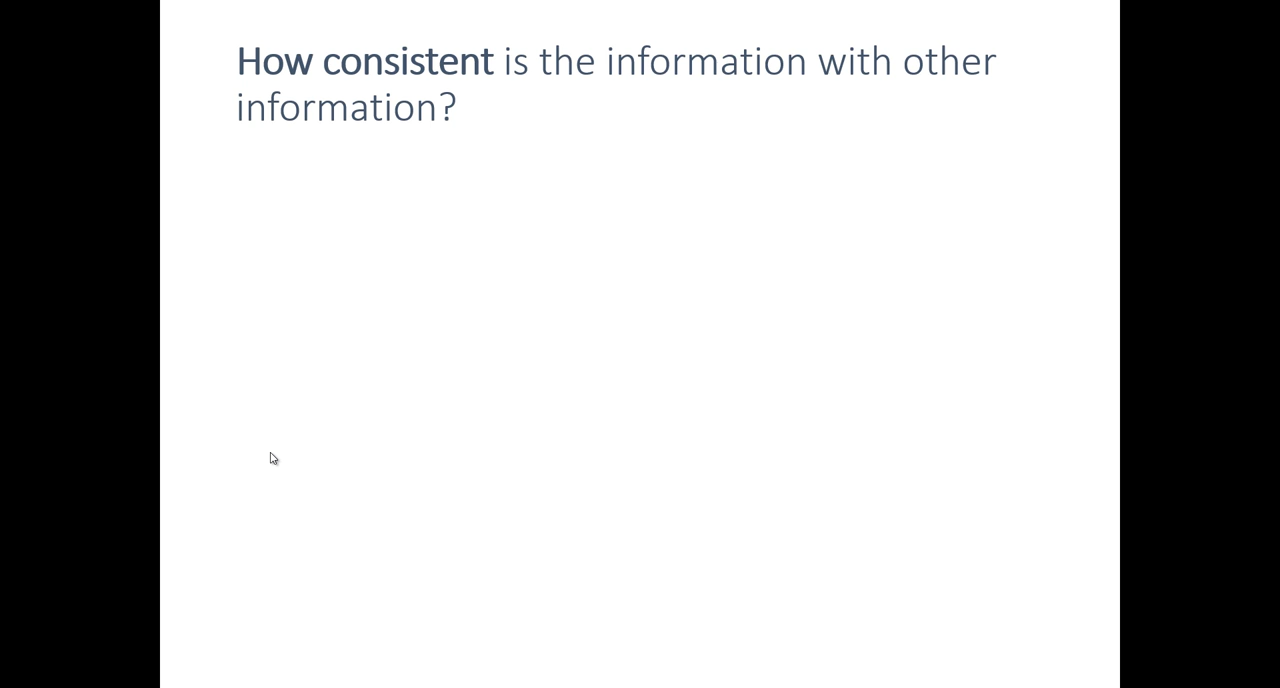 How consistent is the information with other
information?